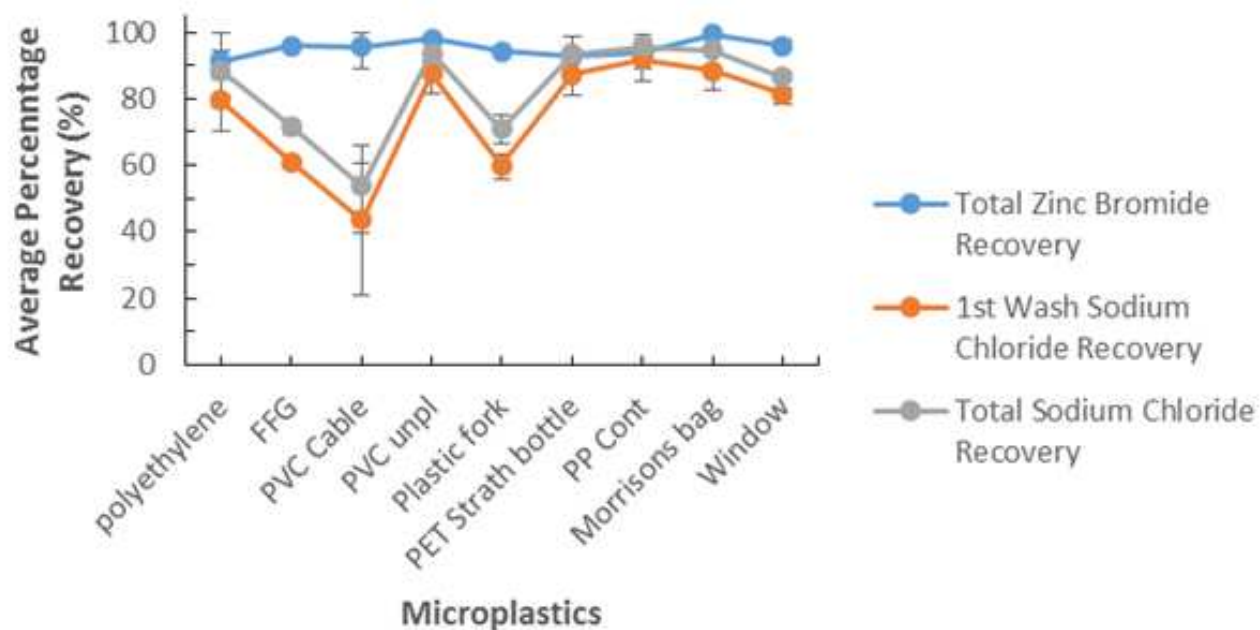 Average Percenntage
Recovery (%)
100
80
60
40
20
0
polyethylene
FFG
PVC Cable
PVC unpl
Plastic fork
PET Strath bottle
PP Cont
Morrisons bag
Window
Microplastics
Total Zinc Bromide
Recovery
1st Wash Sodium
Chloride Recovery
Total Sodium Chloride
Recovery